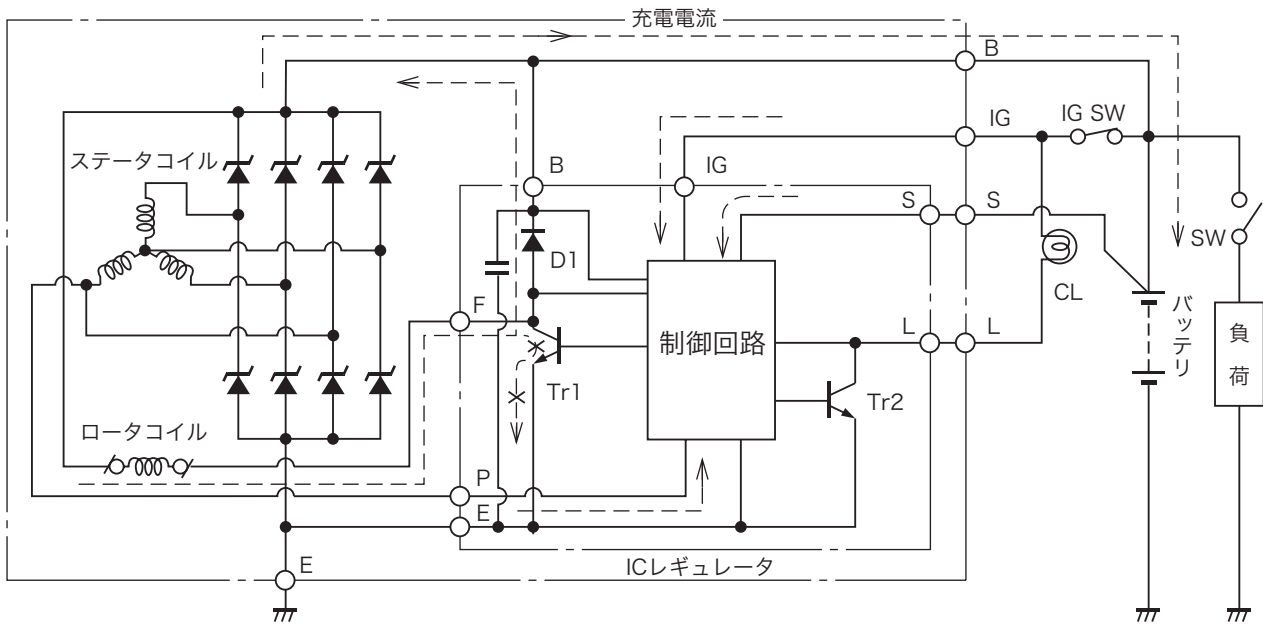 充電電流
B
IG
IG SW
ステータコイル
B
IG
S
S
SW
D1
CL
F
制御回路
L
L
バッテリ
負荷
Tr1
Tr2
ロータコイル
P
E
E
ICレギュレータ